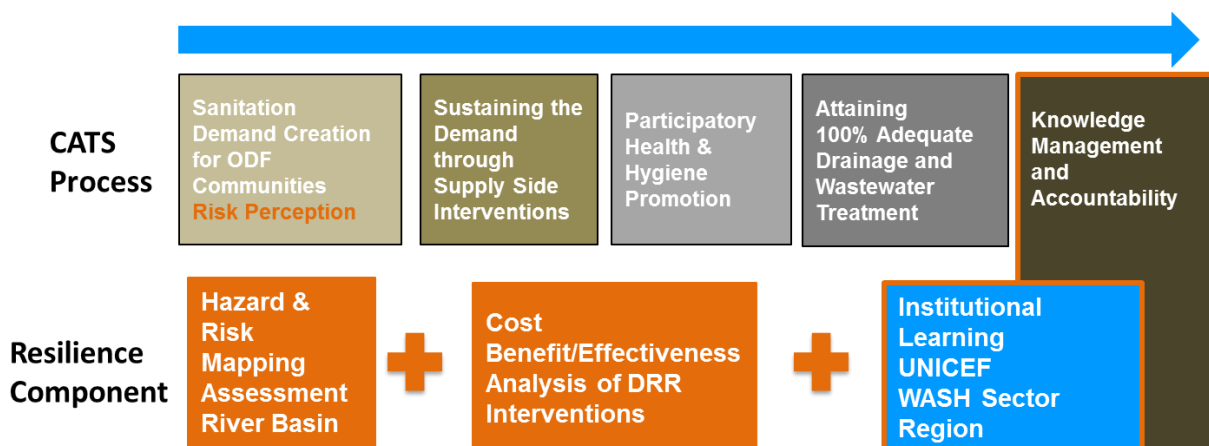 CATS
Process
Sanitation
Demand Creation
for ODF
Communities
Risk Perception
Sustaining the
Demand
through
Supply Side
Interventions
Participatory
Health &
Hygiene
Promotion
Attaining
100% Adequate
Drainage and
Wastewater
Treatment
Knowledge
Management
and
Accountability
Resilience
Component
Hazard &
Risk
Mapping
Assessment
River Basin
Cost
Benefit/Effectiveness
Analysis of DRR
Interventions
Institutional
Learning
UNICEF
WASH Sector
Region